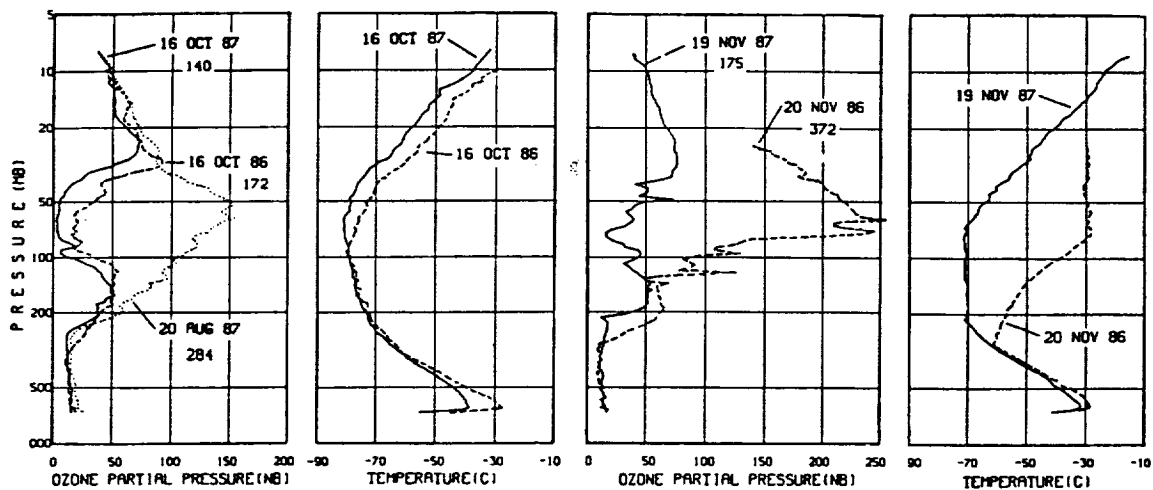 5
10
20
50
100
200
500
000
PRESSURE(MB)
16 OCT 87
140
16 OCT 86
172
20 AUG 87
284
0 50 100 150 200
OZONE PARTIAL PRESSURE(NB)
16 OCT 87
16 OCT 86
-90 -70 -50 -30 -10
TEMPERATURE(C)
19 NOV 87
175
20 NOV 86
372
0 50 100 150 200 250
OZONE PARTIAL PRESSURE(NB)
19 NOV 87
20 NOV 86
90 -70 -50 -30 -10
TEMPERATURE(C)